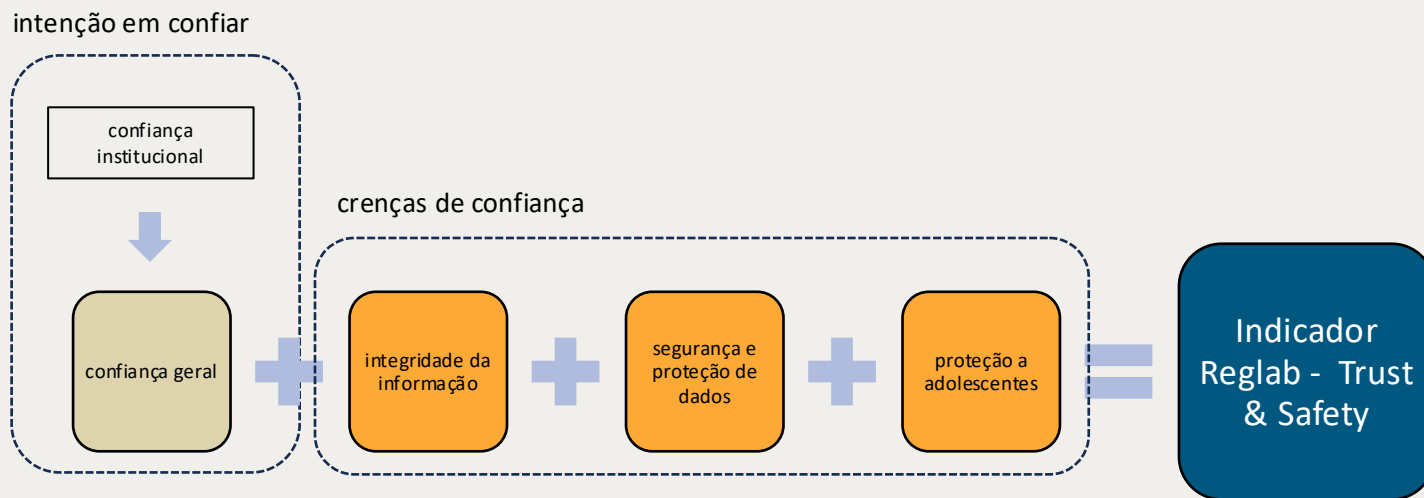 intenção em confiar
confiança
institucional
crenças de confiança
confiança geral
integridade da
informação
segurança e
proteção de
dados
proteção a
adolescentes
Indicador
Reglab - Trust
& Safety